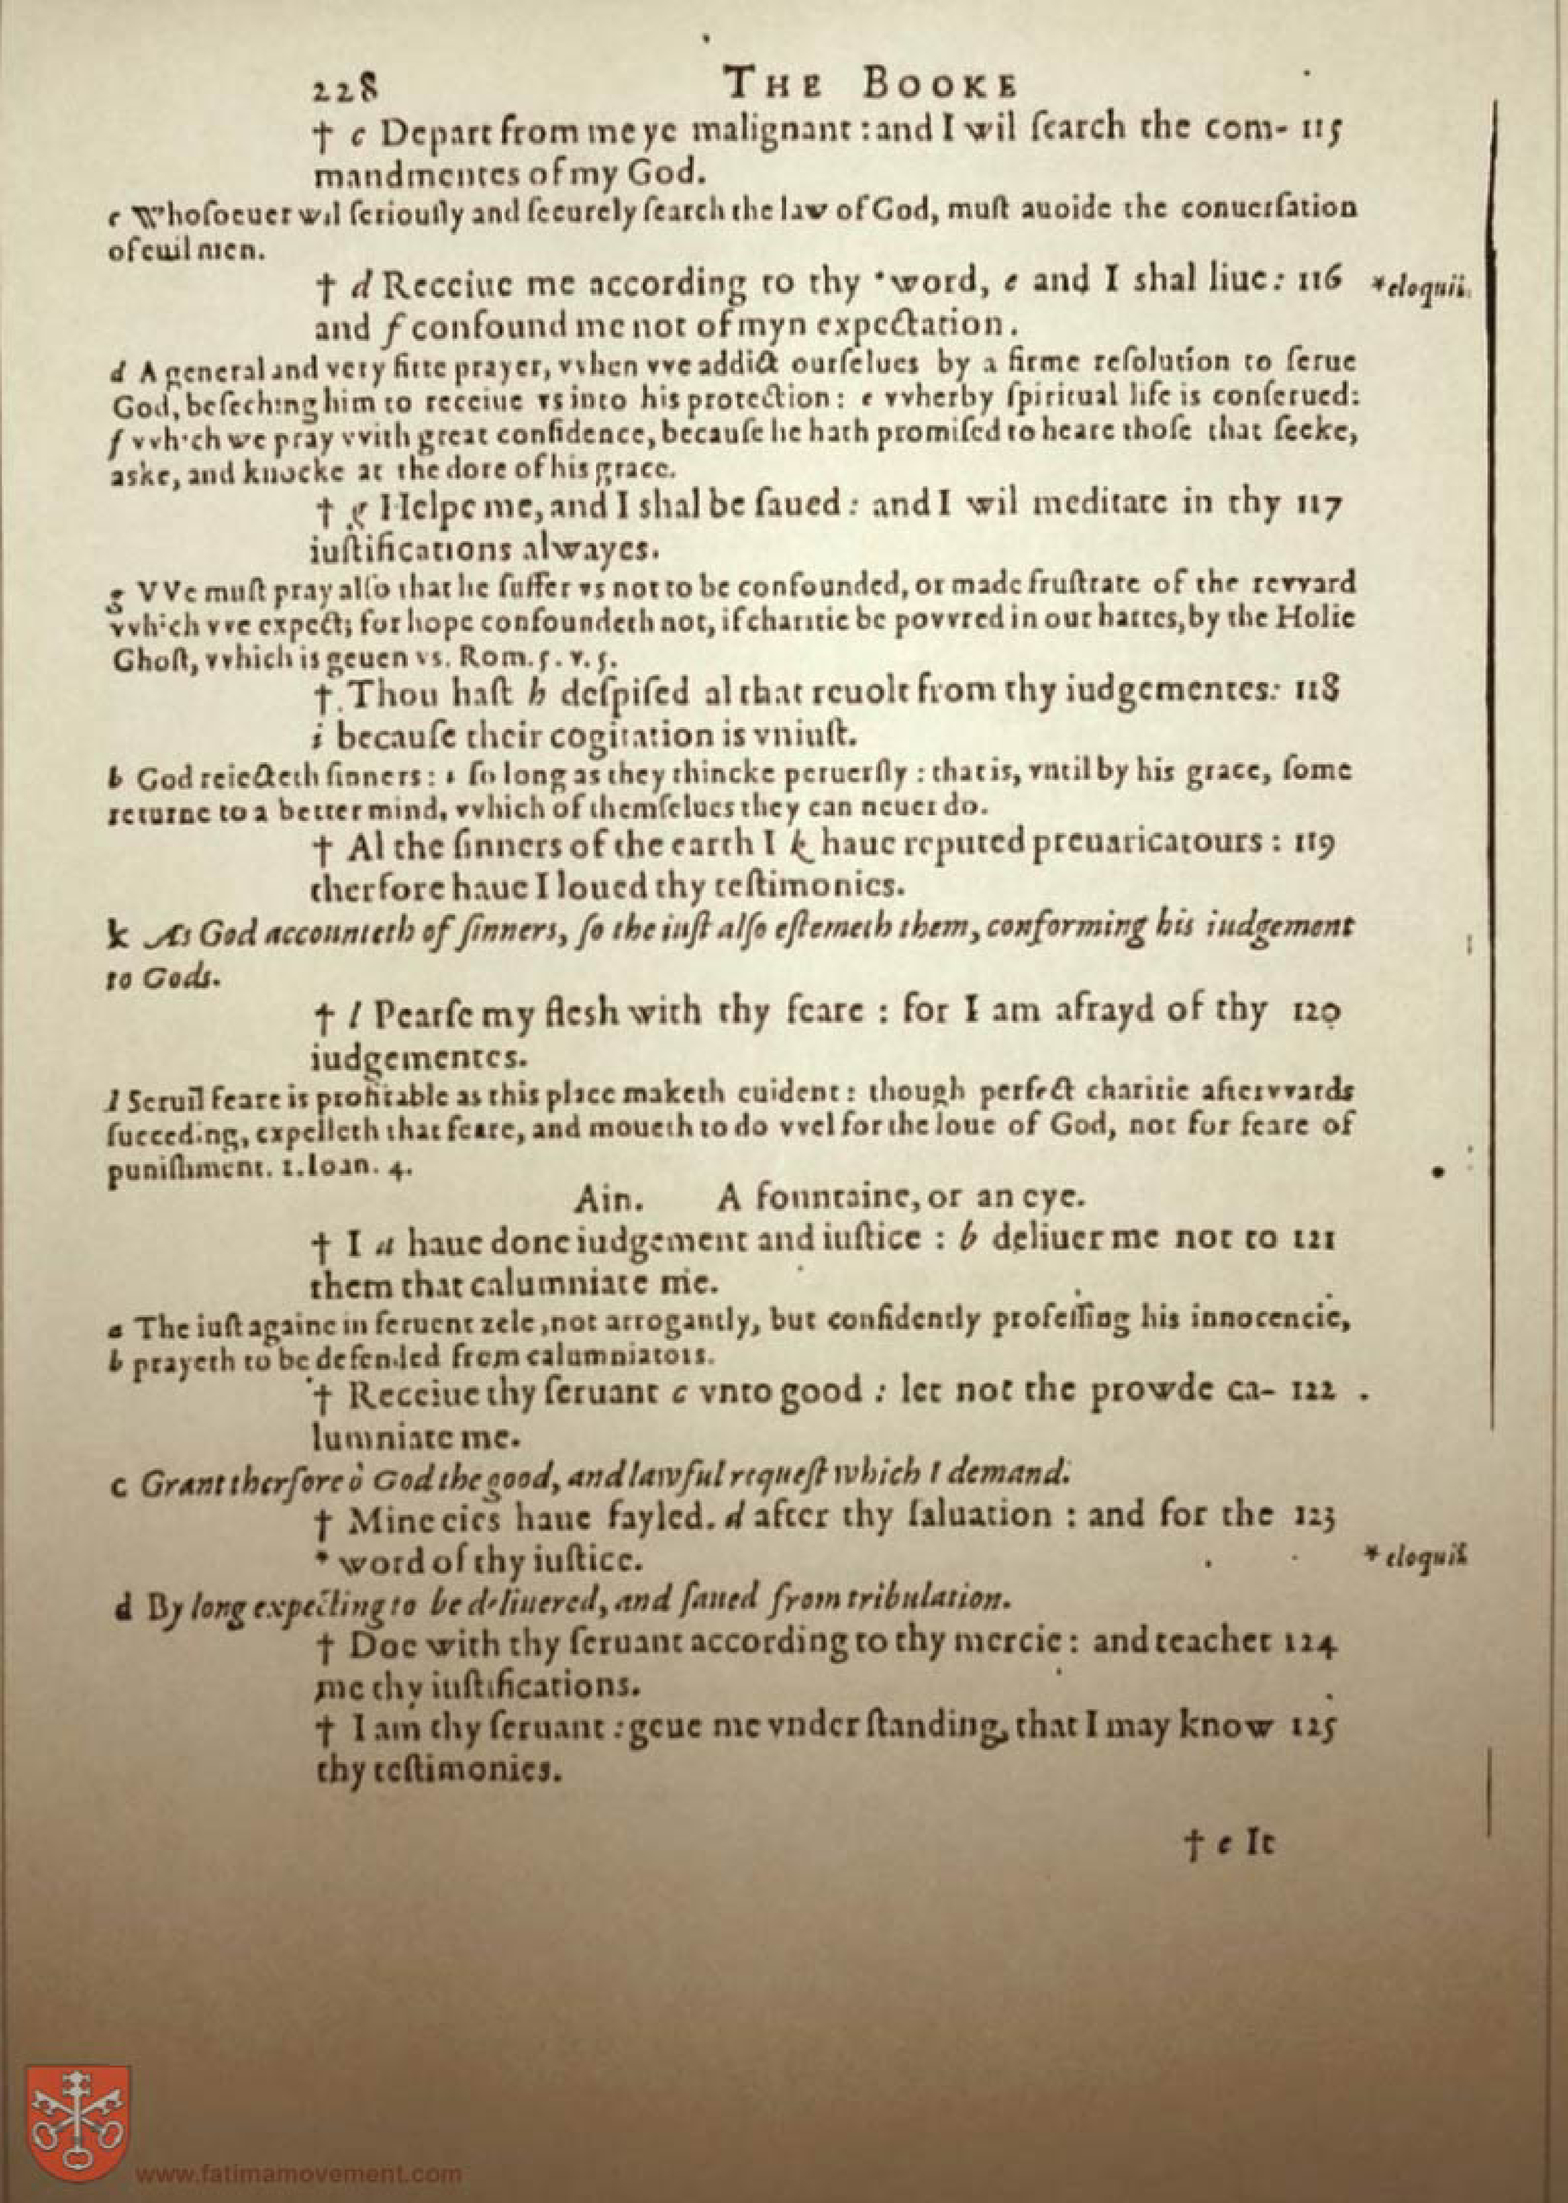 228 THE BOOKE
† c Depart from me ye malignant : and I wil ſearch the com- 115
mandmentes of my God.
c Whoſoeuer wil ſeriouſly and ſecurely ſearch the law of God, muſt auoide the conuerſation
of euil men.
† d Receiue me according to thy *word, e and I shal liue: 116 *eloquii.
and f confound me not of myn expectation.
d A general and very fitte prayer, vvhen vve addict ourſelues by a firme reſolution to ſerue
God, beſeching him to receiue vs into his protection: e vvherby ſpiritual life is conſerued:
f vvhich we pray vvith great confidence, becauſe he hath promiſed to heare thoſe that ſeeke,
aske, and knocke at the dore of his grace.
† g Helpe me, and I shal be ſaued: and I wil meditate in thy 117
iuſtifications alwayes.
g VVe muſt pray alſo that he ſuffer vs not to be confounded, or made fruſtrate of the revvard
vvhich vve expect; for hope confoundeth not, if charitie be povvred in our hartes, by the Holie
Ghoſt, vvhich is geuen vs. Rom. 5. v. 5.
† Thou haſt h deſpiſed al that reuolt from thy iudgementes: 118
i becauſe their cogitation is vniuſt.
h God reiecteth ſinners: i ſo long as they thincke peruerſly: that is, vntil by his grace, ſome
returne to a better mind, vvhich of themſelues they can neuer do.
† Al the ſinners of the earth I k haue reputed preuaricatours: 119
therfore haue I loued thy teſtimonies.
k As God accounteth of ſinners, ſo the iuſt alſo eſtemeth them, conforming his iudgement
to Gods.
† l Pearſe my flesh with thy feare: for I am afrayd of thy 120
iudgementes.
l Seruil feare is profitable as this place maketh euident: though perfect charitie aftervvards
ſucceding, expelleth that feare, and moueth to do vvel for the loue of God, not for feare of
puniſhment. 1. Ioan. 4.
Ain. A fountaine, or an eye.
† I a haue done iudgement and iuſtice: b deliuer me not to 121
them that calumniate me.
a The iuſt againe in feruent zele, not arrogantly, but confidently profeſſing his innocencie,
b prayeth to be defended from calumniators.
† Receiue thy ſeruant c vnto good: let not the prowde ca- 122
lumniate me.
c Grant therfore ò God the good, and lawful requeſt which I demand.
† Mine eies haue fayled. d after thy ſaluation: and for the 123
*word of thy iuſtice. *eloquii.
d By long expecting to be deliuered, and ſaued from tribulation.
† Doe with thy ſeruant according to thy mercie: and teachet 124
me thy iuſtifications.
† I am thy ſeruant: geue me vnderſtanding, that I may know 125
thy teſtimonies.
† e It
www.fatimamovement.com